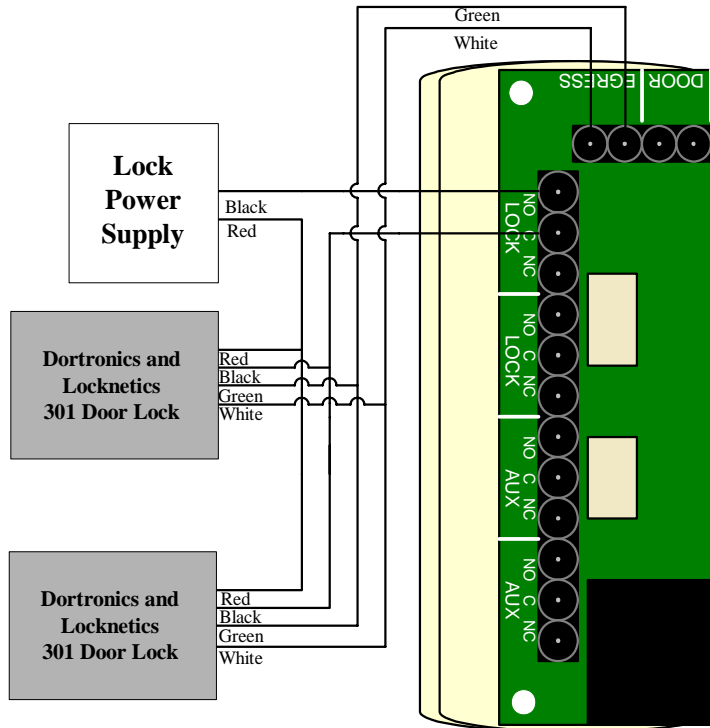 Green
White
EGRESS
DOOR
Lock
Power
Supply
Black
Red
NO C NC
LOCK
NO C NC
LOCK
Dortronics and
Locknetics
301 Door Lock
Red
Black
Green
White
NO C NC
AUX
NO C NC
AUX
Dortronics and
Locknetics
301 Door Lock
Red
Black
Green
White